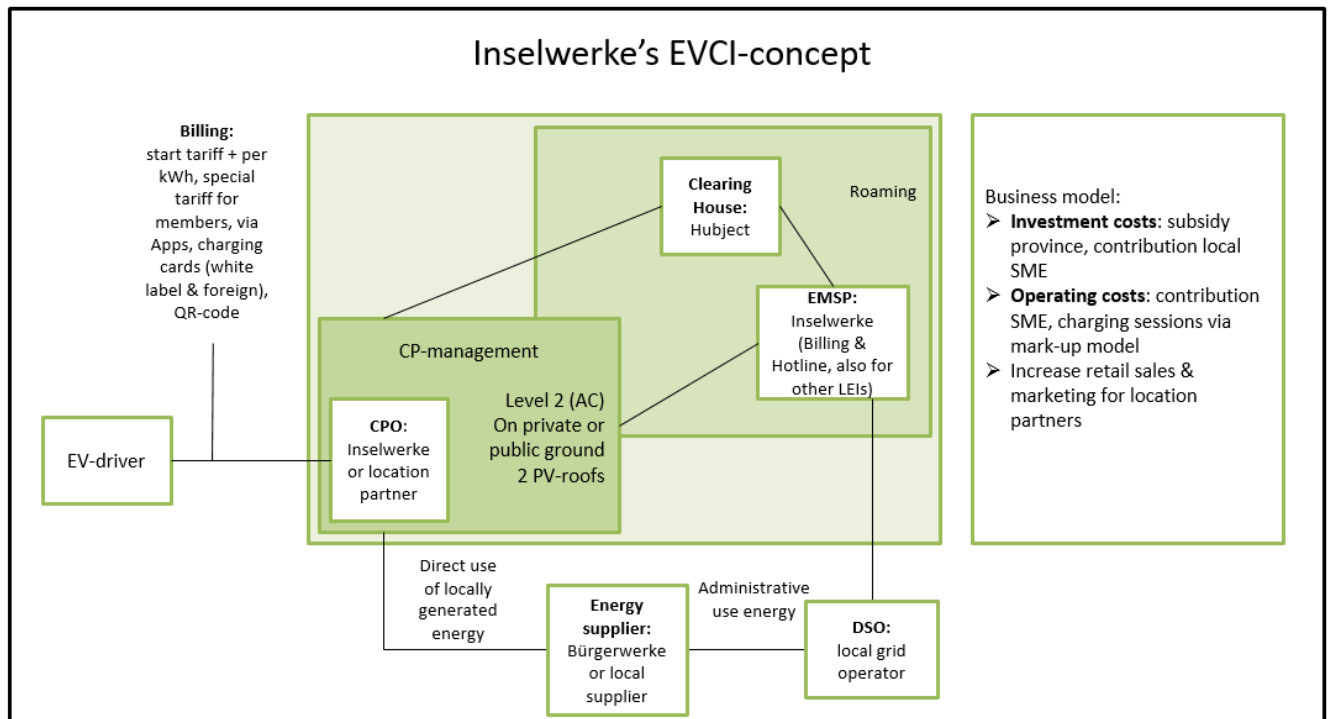 Inselwerke's EVCI-concept
Billing:
start tariff + per
kWh, special
tariff for
members, via
Apps, charging
cards (white
label & foreign),
QR-code
EV-driver
CP-management
CPO:
Inselwerke
or location
partner
Level 2 (AC)
On private or
public ground
2 PV-roofs
Clearing
House:
Hubject
Roaming
EMSP:
Inselwerke
(Billing &
Hotline, also for
other LEIs)
Direct use
of locally
generated
energy
Energy
supplier:
Bürgerwerke
or local
supplier
Administrative
use energy
DSO:
local grid
operator
Business model:
➢ Investment costs: subsidy
province, contribution local
SME
➢ Operating costs: contribution
SME, charging sessions via
mark-up model
➢ Increase retail sales &
marketing for location
partners